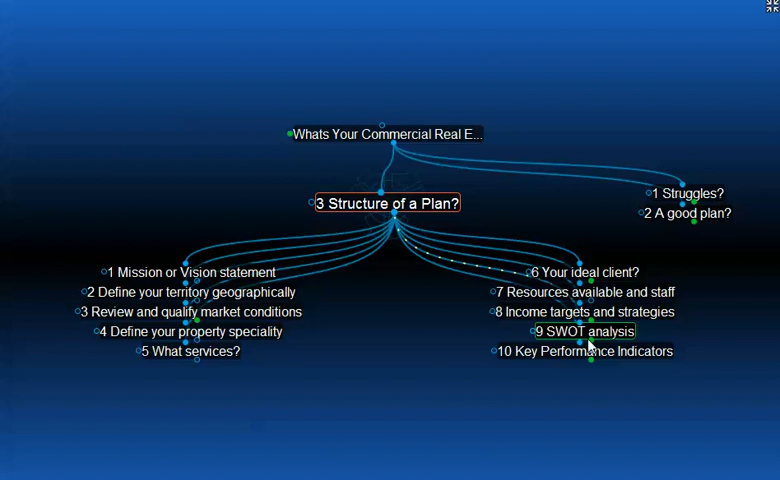 Whats Your Commercial Real E...
3 Structure of a Plan?
1 Struggles?
2 A good plan?
1 Mission or Vision statement
2 Define your territory geographically
3 Review and qualify market conditions
4 Define your property speciality
5 What services?
6 Your ideal client?
7 Resources available and staff
8 Income targets and strategies
9 SWOT analysis
10 Key Performance Indicators